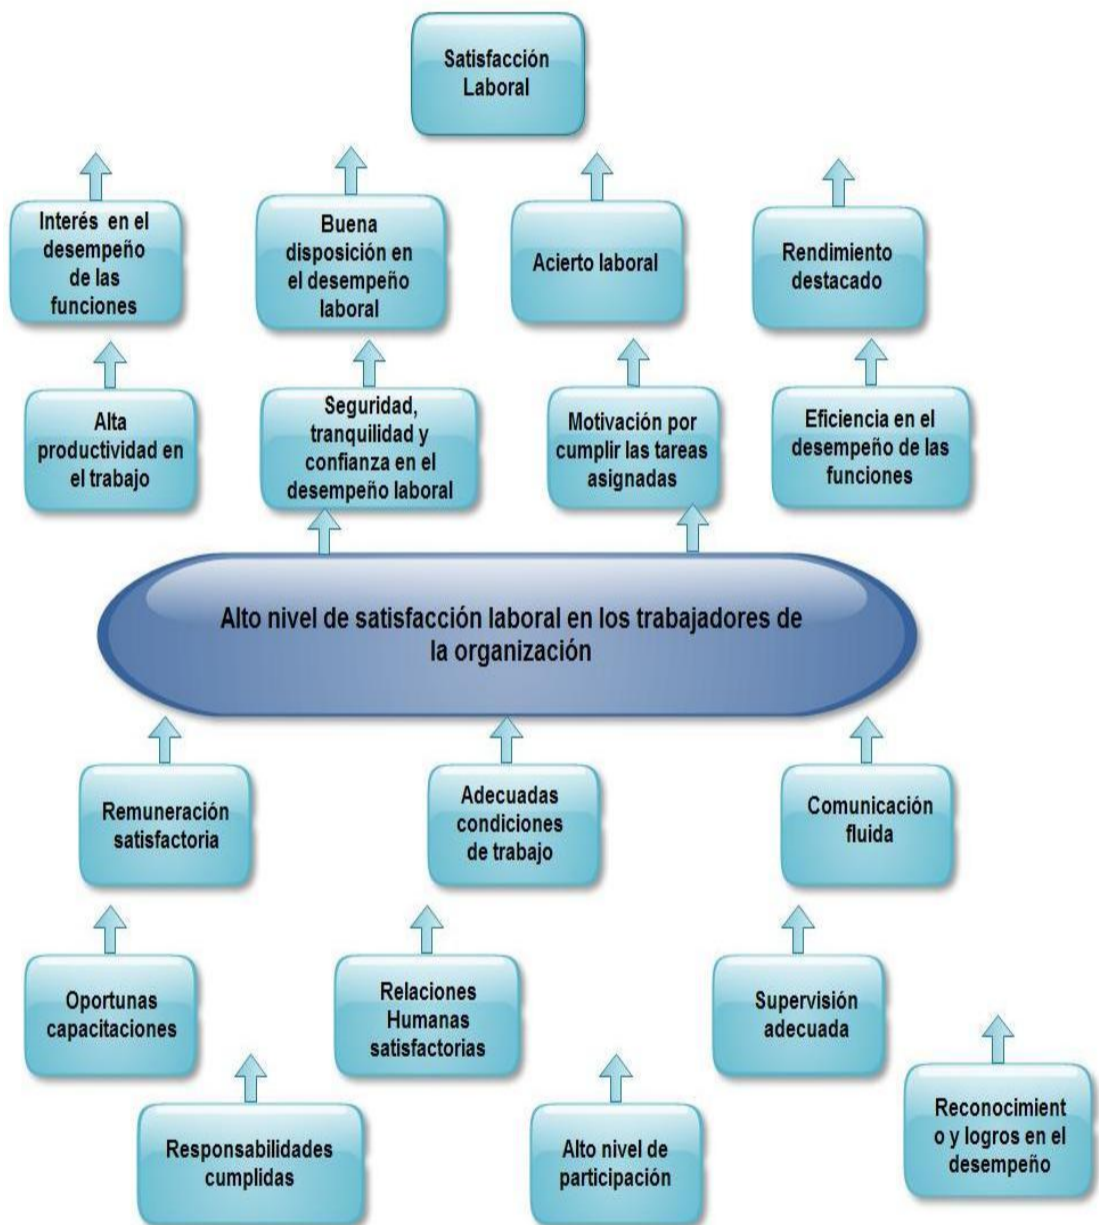 Satisfacción
Laboral
Interés en el
desempeño
de las
funciones
Buena
disposición en
el desempeño
laboral
Acierto laboral
Rendimiento
destacado
Alta
productividad en
el trabajo
Seguridad,
tranquilidad y
confianza en el
desempeño laboral
Motivación por
cumplir las tareas
asignadas
Eficiencia en el
desempeño de las
funciones
Alto nivel de satisfacción laboral en los trabajadores de
la organización
Remuneración
satisfactoria
Adecuadas
condiciones
de trabajo
Comunicación
fluida
Oportunas
capacitaciones
Relaciones
Humanas
satisfactorias
Supervisión
adecuada
Responsabilidades
cumplidas
Alto nivel de
participación
Reconocimient
o y logros en el
desempeño